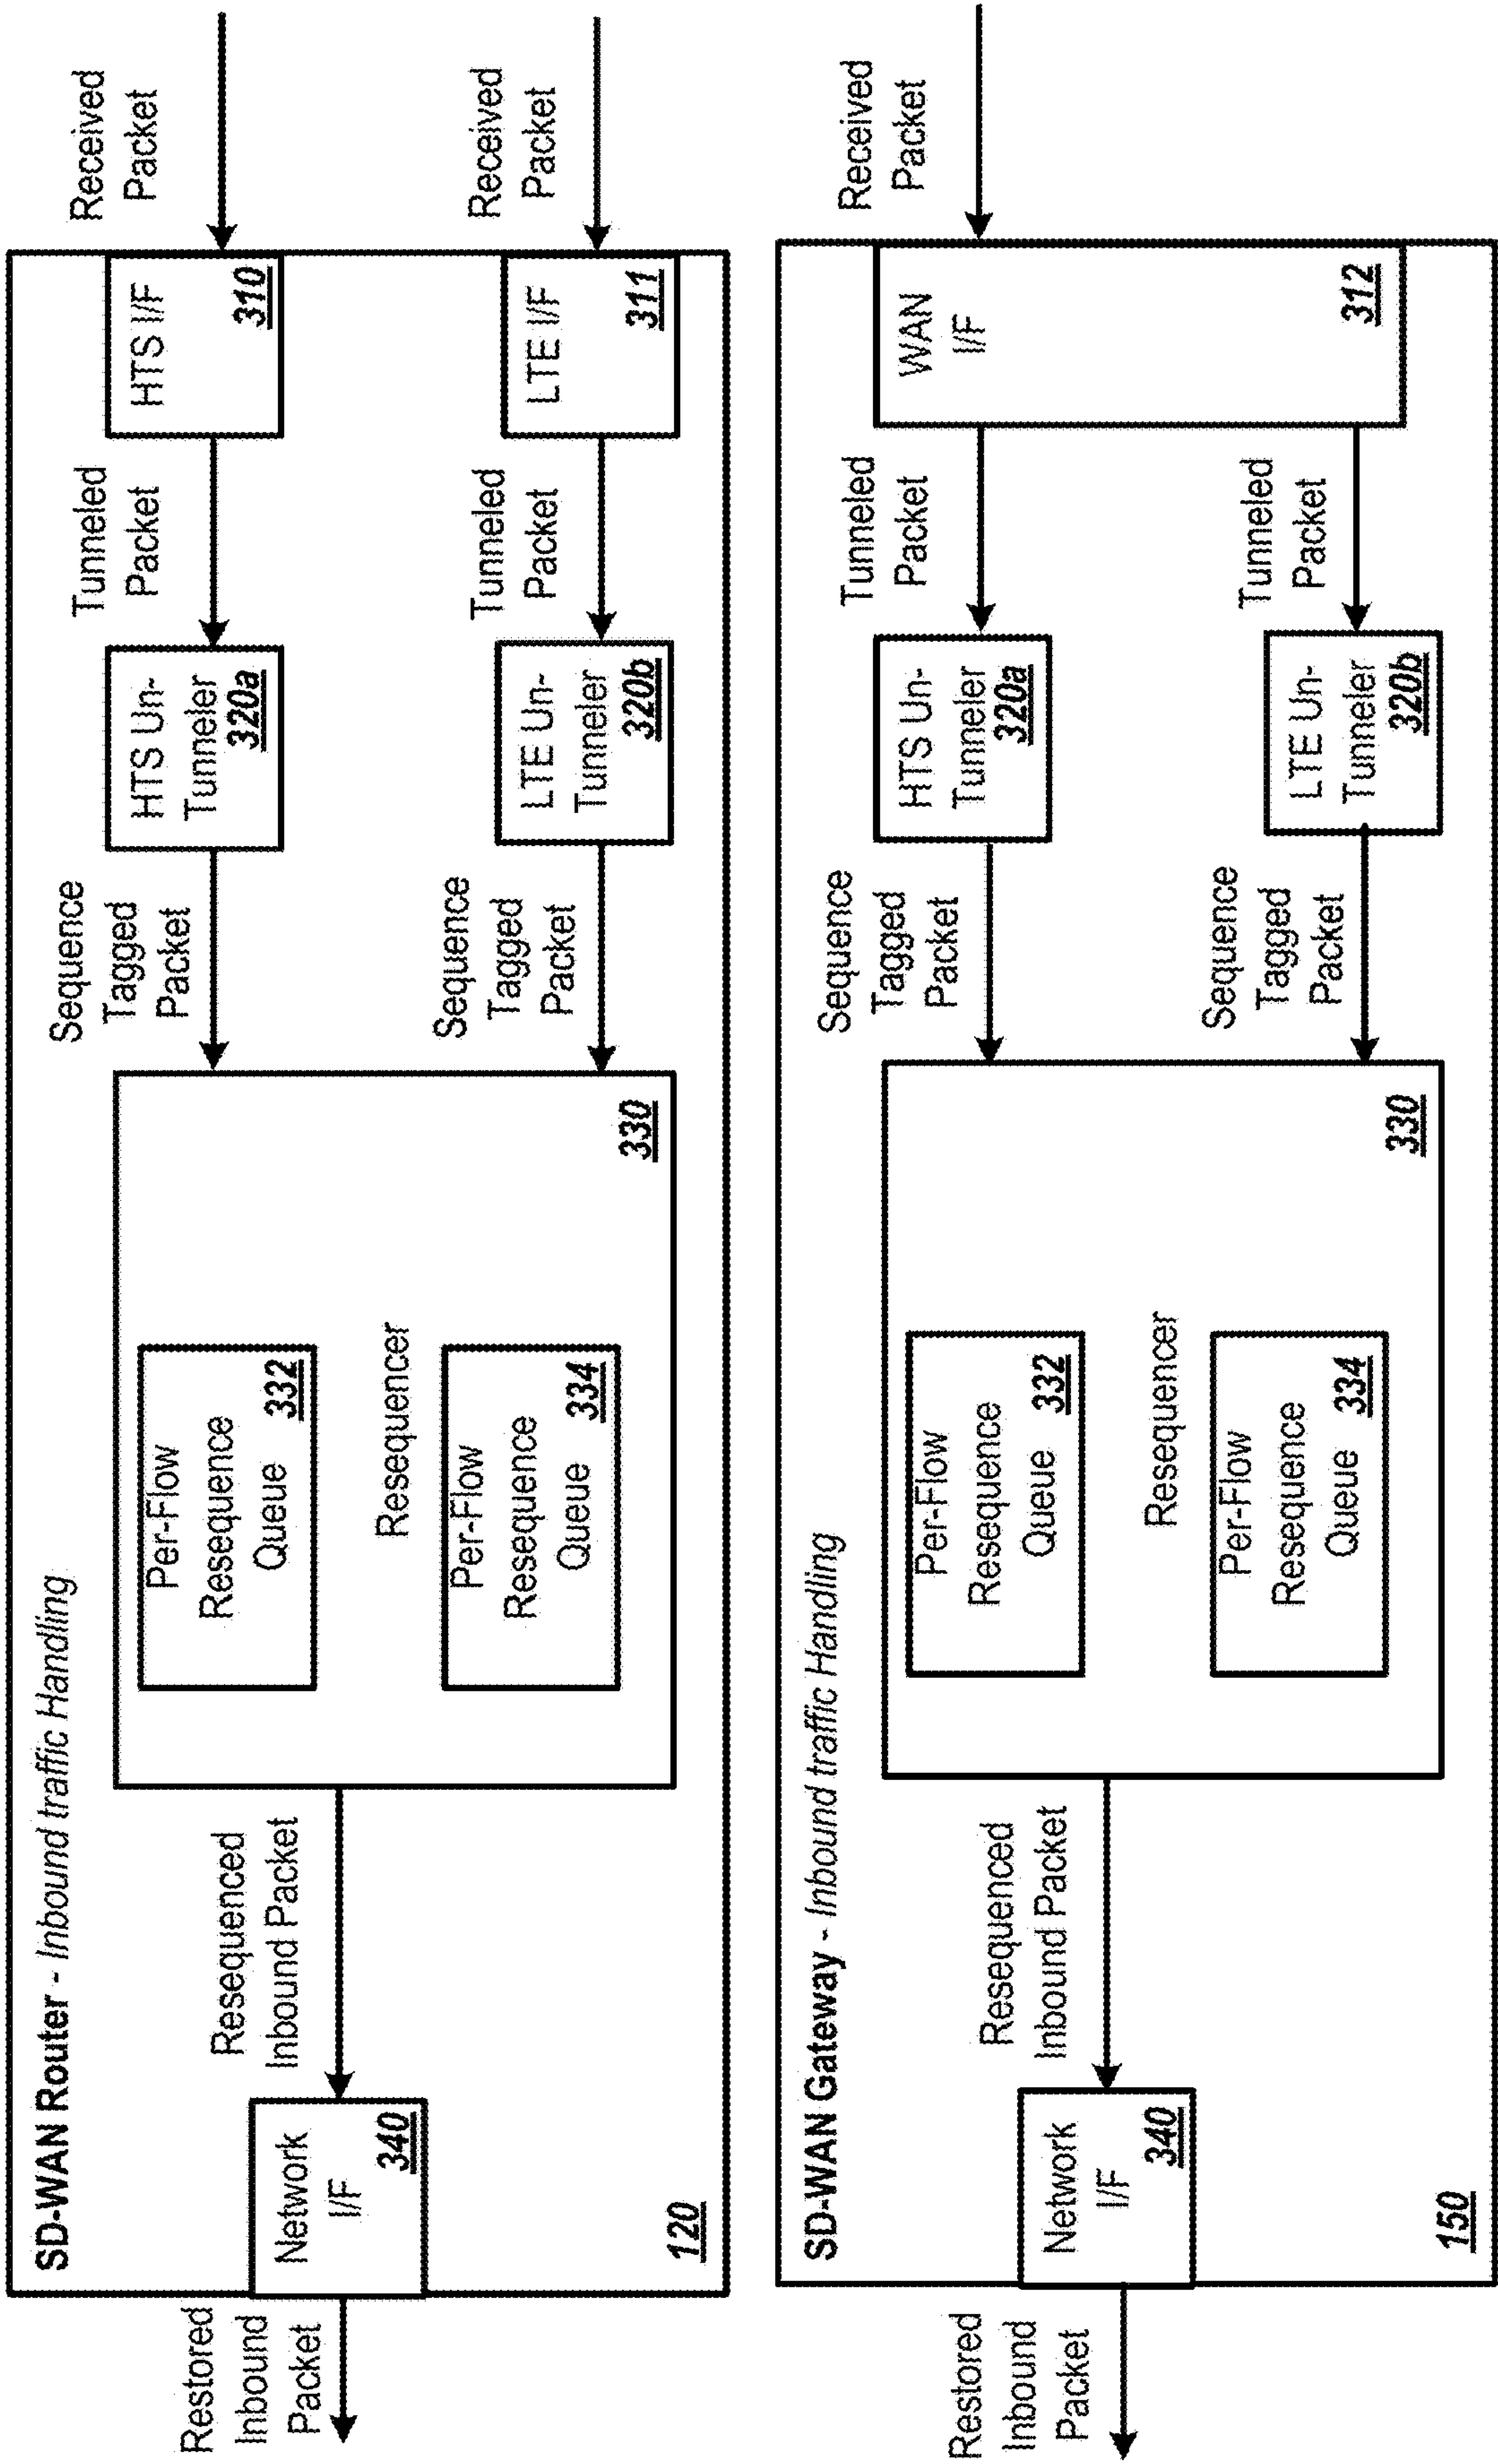 SD-WAN Router - Inbound traffic Handling
Restored
Inbound
Packet
Network
I/F
340
Resequenced
Inbound Packet
Per-Flow
Resequence
Queue
332
Resequencer
Per-Flow
Resequence
Queue
334
330
Sequence
Tagged
Packet
Sequence
Tagged
Packet
HTS Un-
Tunneler
320a
LTE Un-
Tunneler
320b
Tunneled
Packet
Tunneled
Packet
HTS I/F
310
LTE I/F
311
Received
Packet
Received
Packet
120
SD-WAN Gateway - Inbound traffic Handling
Restored
Inbound
Packet
Network
I/F
340
Resequenced
Inbound Packet
Per-Flow
Resequence
Queue
332
Resequencer
Per-Flow
Resequence
Queue
334
330
Sequence
Tagged
Packet
Sequence
Tagged
Packet
HTS Un-
Tunneler
320a
LTE Un-
Tunneler
320b
Tunneled
Packet
Tunneled
Packet
WAN
I/F
312
Received
Packet
150